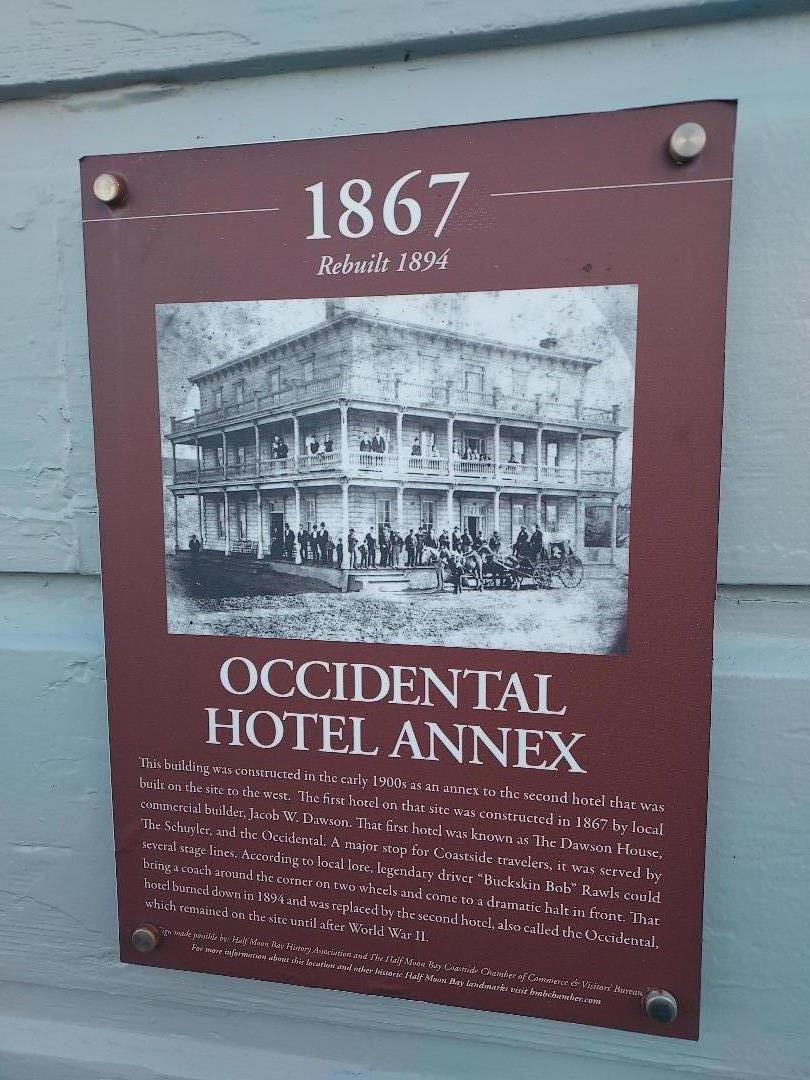 1867
Rebuilt 1894
OCCIDENTAL
HOTEL ANNEX
This building was constructed in the early 1900s as an annex to the second hotel that was
built on the site to the west. The first hotel on that site was constructed in 1867 by local
commercial builder, Jacob W. Dawson. That first hotel was known as The Dawson House,
The Schuyler, and the Occidental. A major stop for Coastside travelers, it was served by
several stage lines. According to local lore, legendary driver “Buckskin Bob” Rawls could
bring a coach around the corner on two wheels and come to a dramatic halt in front. That
hotel burned down in 1894 and was replaced by the second hotel, also called the Occidental,
which remained on the site until after World War II.
made posible by: Half Moon Bay History Association and The Half Moon Bay Coastside Chamber of Commerce & Visitors' Bureau
For more information about this location and other historic Half Moon Bay landmarks visit hmbchamber.com